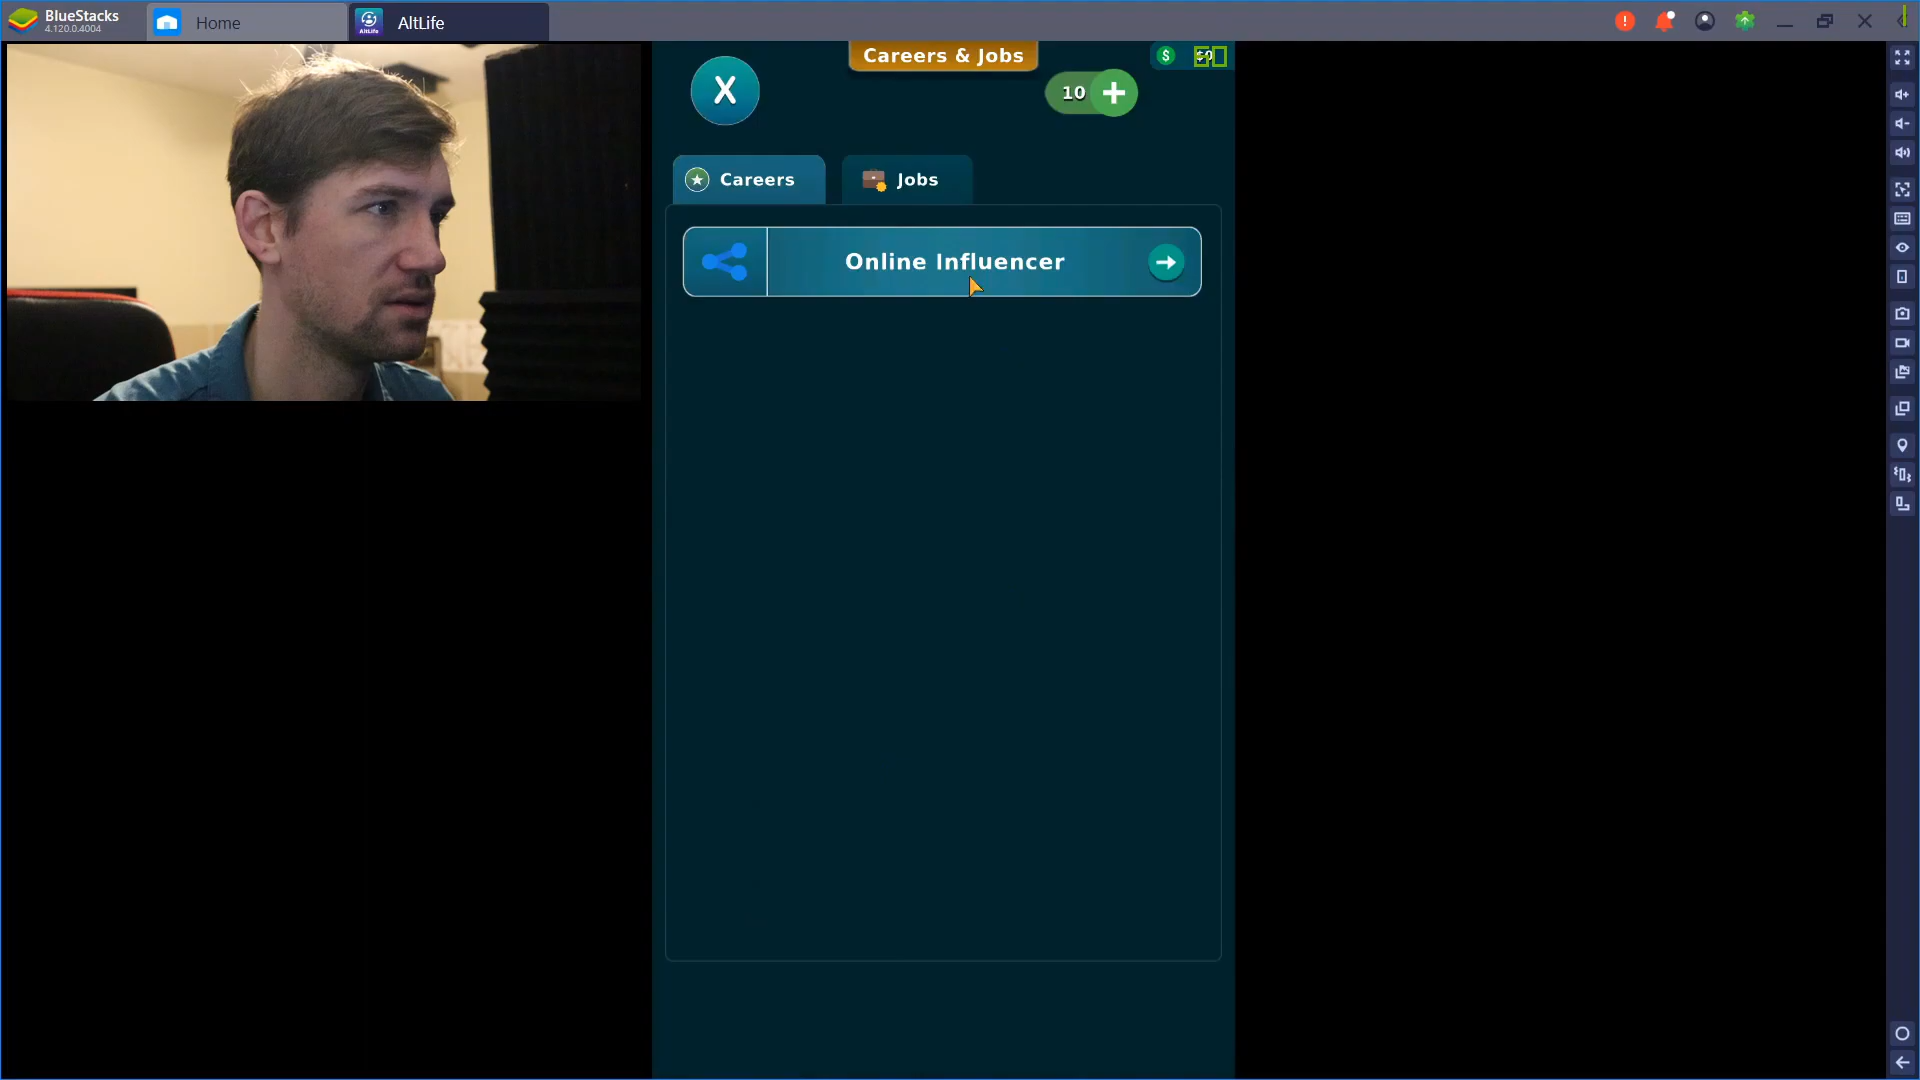 BlueStacks
4.120.0.4004
Home
AltLife
Careers & Jobs
X
10 +
Careers
Jobs
Online Influencer